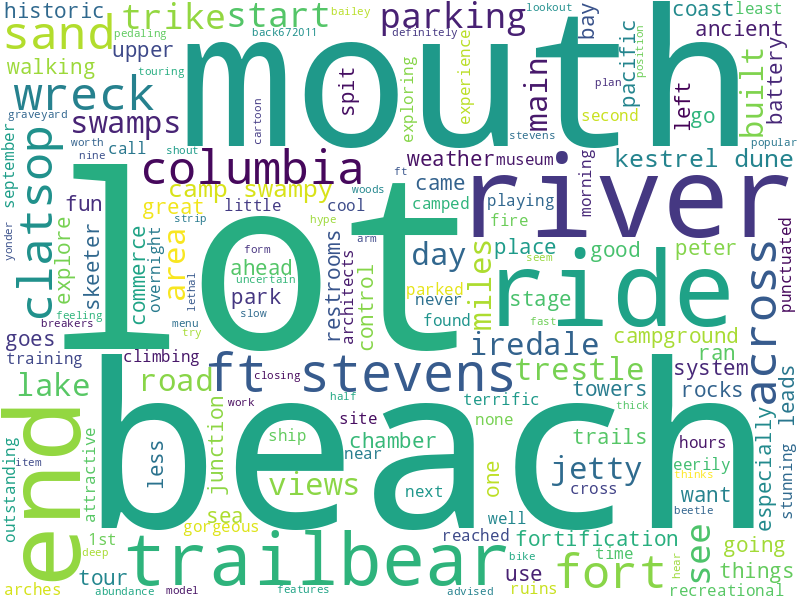 historic
bailey
lookout
coast
least
trike
start
parking
sand
pedaling
back672011
definitely
ancient
upper
touring
mouth
walking
wreck
graveyard
swamps
worth
call
nine
shout
cartoon
spit
exploring
experience
main
plan
second
pacific
position
bay
left
go
built
battery
stevens
popular
columbia
weather
museum
kestrel dune
ft
woods
came
camped
playing
morning
september
clatsop
fun
camp swampy
great
little
cool
strip
hype
fire
river
yonder
skeeter
explore
commerce
overnight
area
lethal
lot
form
arm
ahead
uncertain
park
slow
restrooms
architects
control
day
miles
place
good
peter
parked
never
seem
found
stage
ride
across
punctuated
feeling
breakers
menu
try
goes
training
climbing
closing
fast
iredale
campground
ran
lake
road
ft stevens
trestle
system
towers
rocks
leads
stunning
work
half
terrific
thick
none
end
outstanding
item
attractive
less
junction
site
ship
near
chamber
beach
trails
hours
especially
eerily
jetty
thinks
cross
want
beetle
views
next
one
sea
gorgeous
1st
deep
trailbear
reached
well
bike
fortification
time
fort
see
going
things
hear
tour
arches
abundance
model
features
advised
use
ruins
recreational